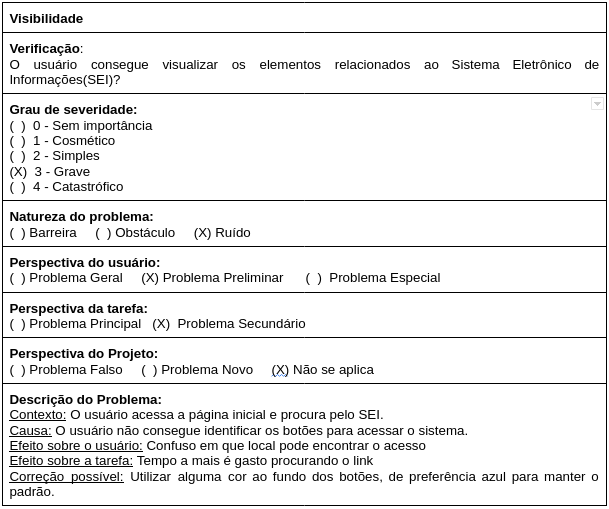 Visibilidade
Verificação:
O usuário consegue visualizar os elementos relacionados ao Sistema Eletrônico de
Informações(SEI)?
Grau de severidade:
( ) 0 - Sem importância
( ) 1 - Cosmético
( ) 2 - Simples
(X) 3 - Grave
( ) 4 - Catastrófico
Natureza do problema:
( ) Barreira ( ) Obstáculo (X) Ruído
Perspectiva do usuário:
( ) Problema Geral (X) Problema Preliminar ( ) Problema Especial
Perspectiva da tarefa:
( ) Problema Principal (X) Problema Secundário
Perspectiva do Projeto:
( ) Problema Falso ( ) Problema Novo (X) Não se aplica
Descrição do Problema:
Contexto: O usuário acessa a página inicial e procura pelo SEI.
Causa: O usuário não consegue identificar os botões para acessar o sistema.
Efeito sobre o usuário: Confuso em que local pode encontrar o acesso
Efeito sobre a tarefa: Tempo a mais é gasto procurando o link
Correção possível: Utilizar alguma cor ao fundo dos botões, de preferência azul para manter o
padrão.